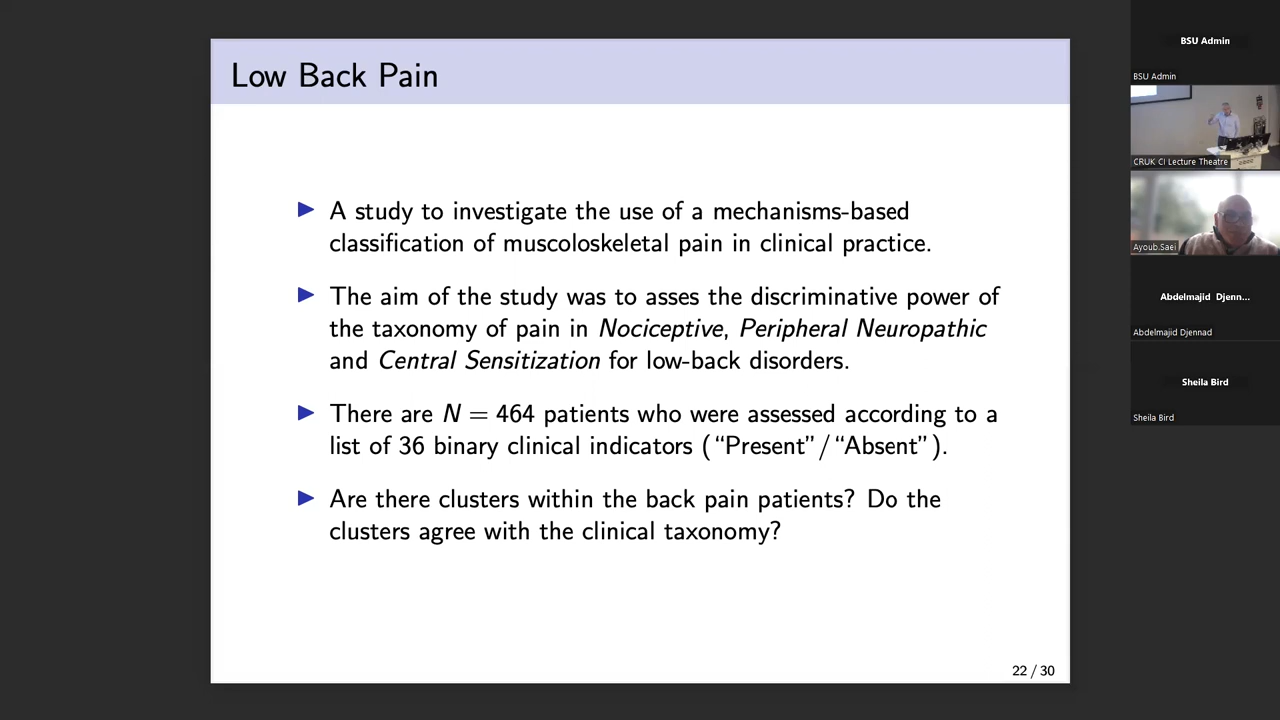 Low Back Pain
A study to investigate the use of a mechanisms-based
classification of muscoloskeletal pain in clinical practice.
The aim of the study was to asses the discriminative power of
the taxonomy of pain in Nociceptive, Peripheral Neuropathic
and Central Sensitization for low-back disorders.
There are N = 464 patients who were assessed according to a
list of 36 binary clinical indicators (“Present”/“Absent”).
Are there clusters within the back pain patients? Do the
clusters agree with the clinical taxonomy?
22 / 30
BSU Admin
BSU Admin
CRUK CI Lecture Theatre
Ayoub.Saei
Abdelmajid Djenn...
Abdelmajid Djennad
Sheila Bird
Sheila Bird